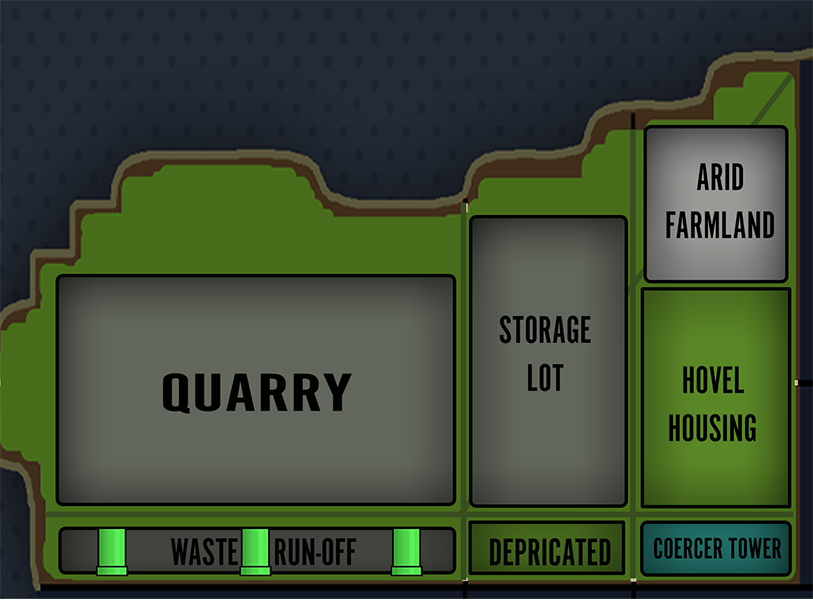 ARID
FARMLAND
STORAGE
LOT
QUARRY
HOVEL
HOUSING
WASTE RUN-OFF
DEPRICATED
COERCER TOWER